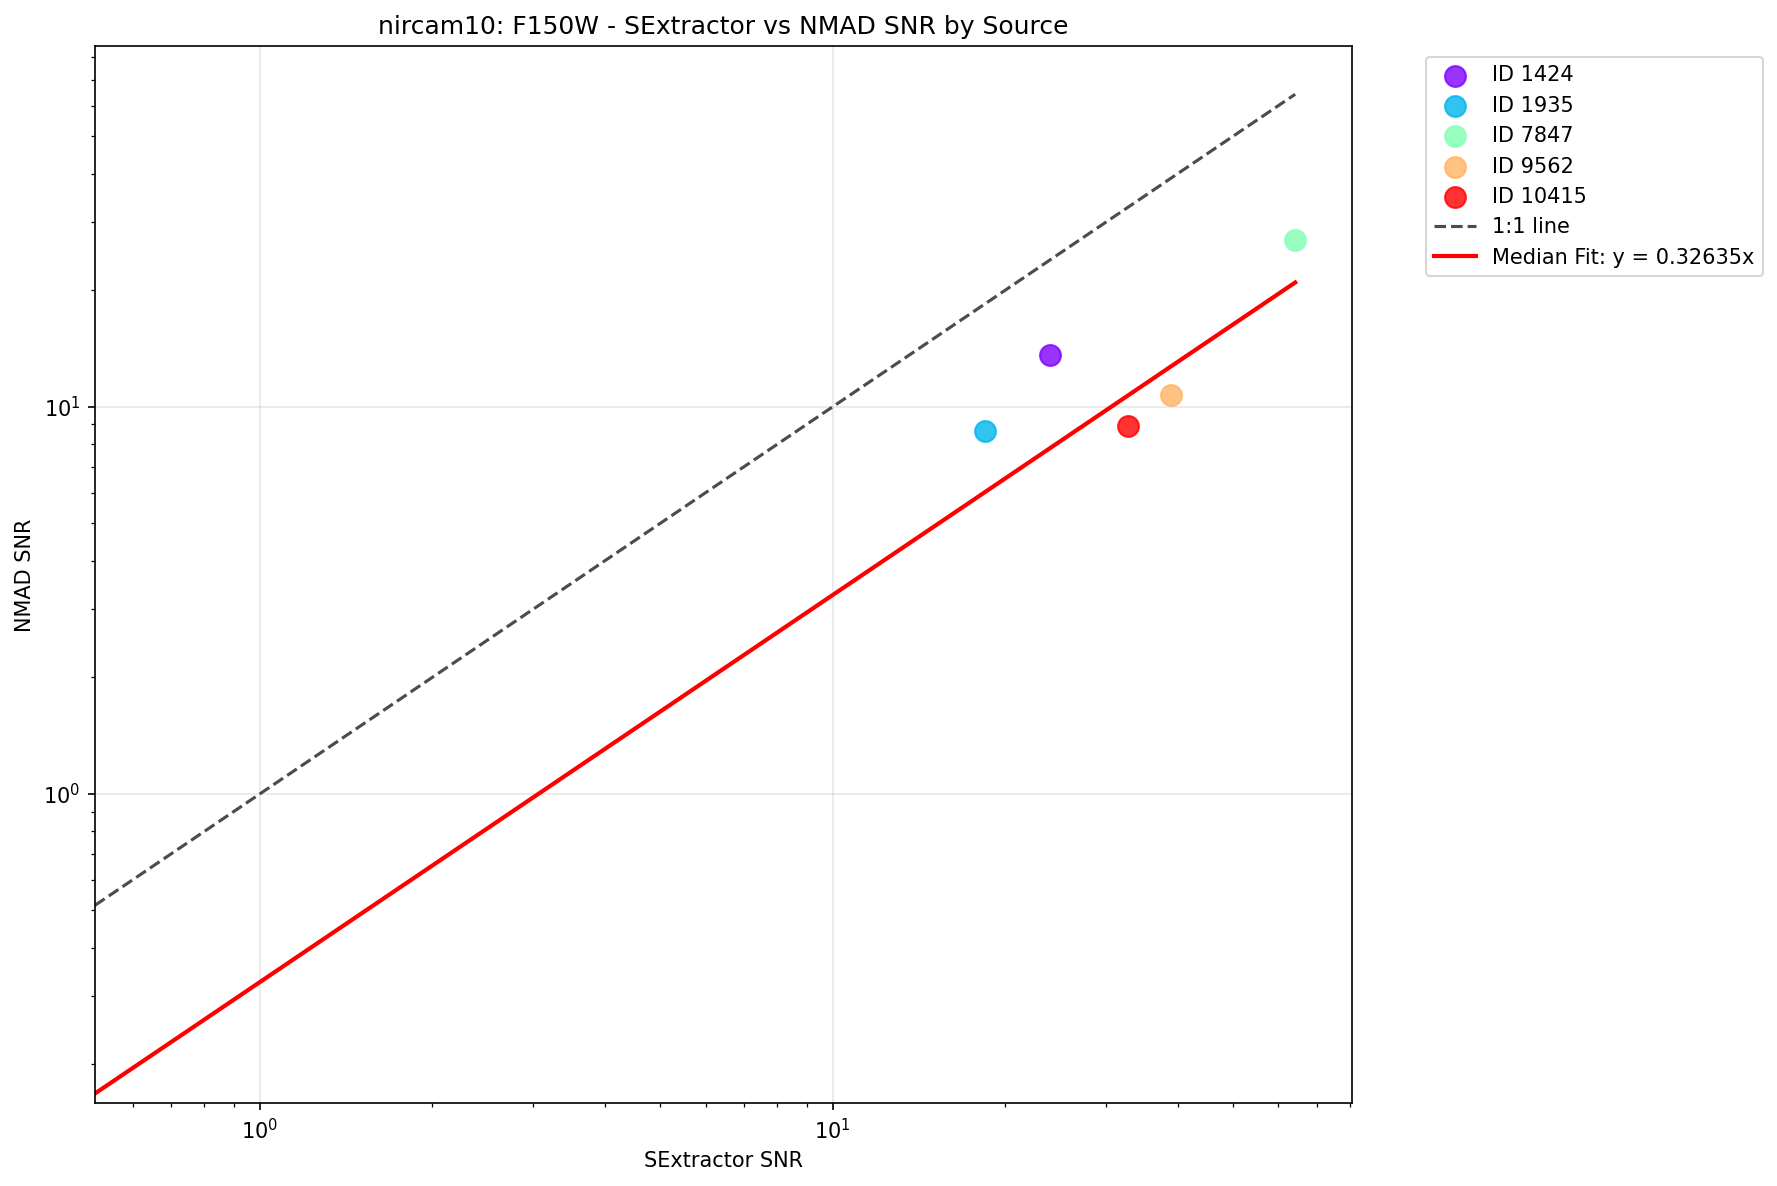 nircam10: F150W - SExtractor vs NMAD SNR by Source
ID 1424
ID 1935
ID 7847
ID 9562
ID 10415
1:1 line
Median Fit: y = 0.32635x
NMAD SNR
10¹
10⁰
10⁰ 10¹
SExtractor SNR